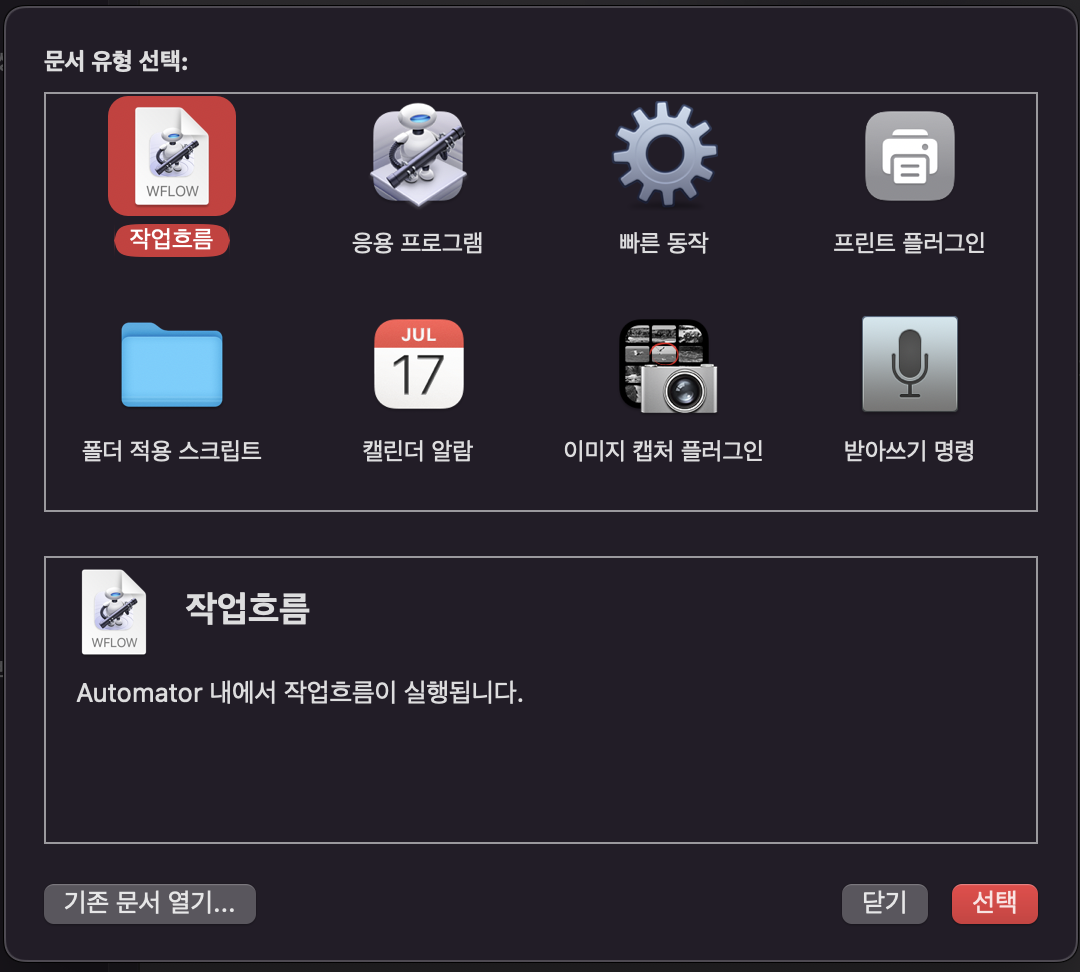 문서 유형 선택:
WFLOW
작업흐름
응용 프로그램
빠른 동작
프린트 플러그인
JUL
17
폴더 적용 스크립트
캘린더 알람
이미지 캡처 플러그인
받아쓰기 명령
WFLOW
작업흐름
Automator 내에서 작업흐름이 실행됩니다.
기존 문서 열기...
닫기
선택